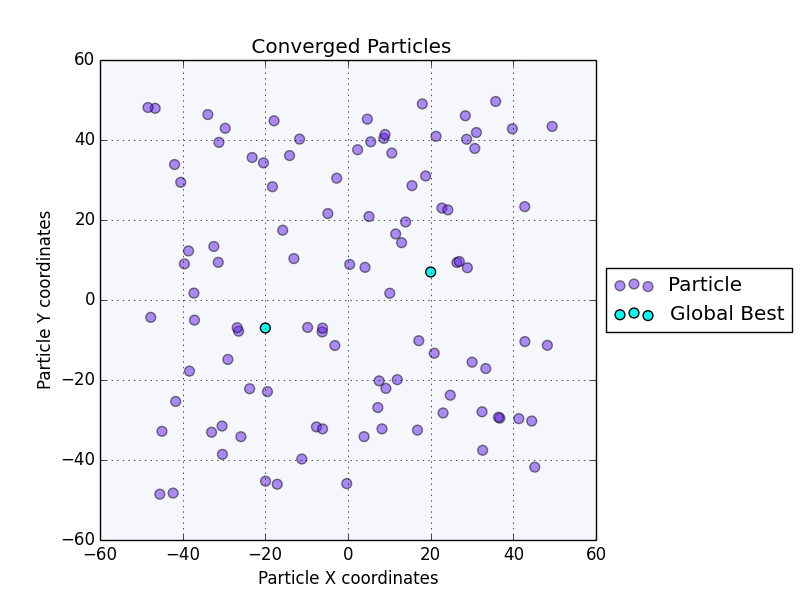 Converged Particles
60
40
20
0
−20
−40
−60
−60
−40
−20
0
20
40
60
Particle Y coordinates
Particle X coordinates
Particle
Global Best